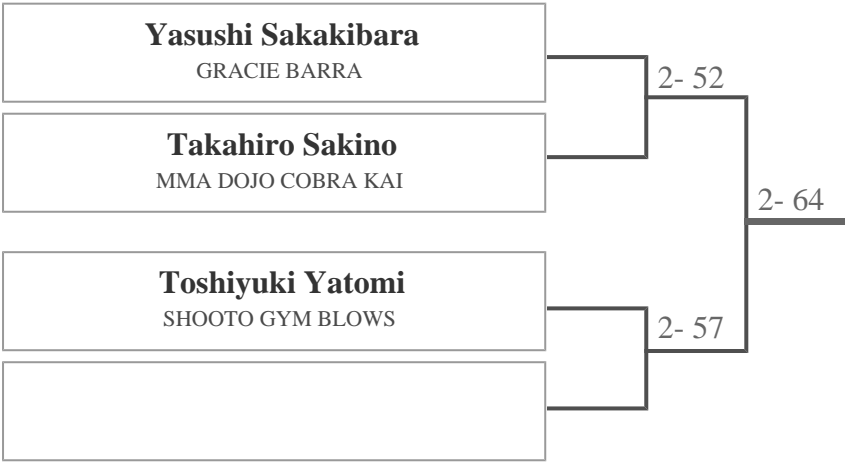 Yasushi Sakakibara
GRACIE BARRA
2- 52
Takahiro Sakino
MMA DOJO COBRA KAI
2- 64
Toshiyuki Yatomi
SHOOTO GYM BLOWS
2- 57